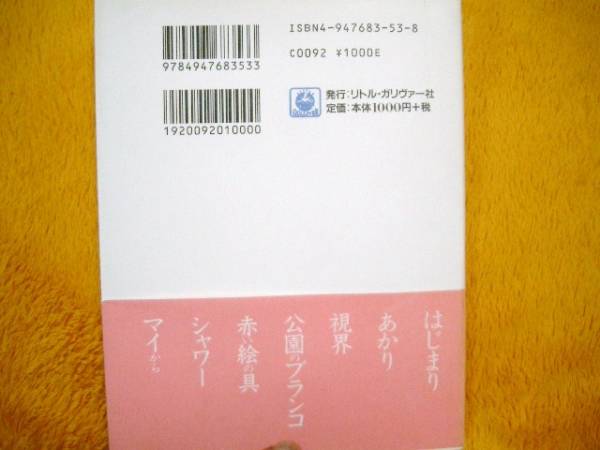 ISBN4-947683-53-8
9784947683533
C0092 ¥1000E
1920092010000
発行：リトル・ガリヴァー社
定価：本体1000円＋税
はじまり
あかり
視界
公園のブランコ
赤い絵の具
シャワー
マイから